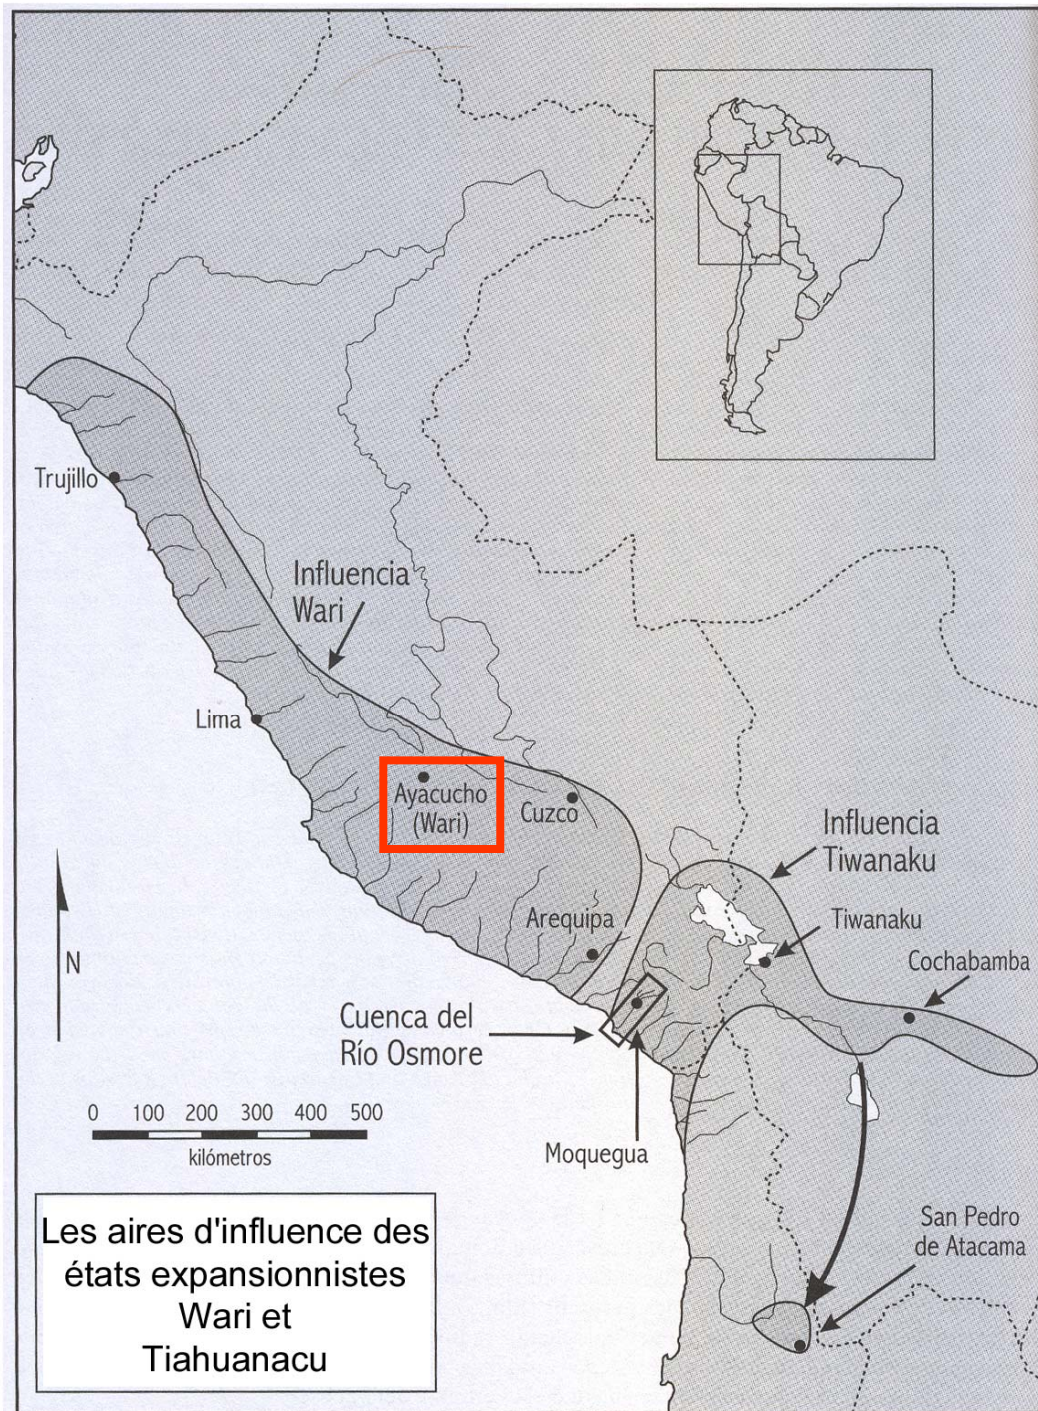 Trujillo
Influencia
Wari
Lima
Ayacucho
(Wari)
Cuzco
Influencia
Tiwanaku
Arequipa
Tiwanaku
Cochabamba
N
Cuenca del
Río Osmore
0 100 200 300 400 500
kilómetros
Moquegua
San Pedro
de Atacama
Les aires d'influence des
états expansionnistes
Wari et
Tiahuanacu